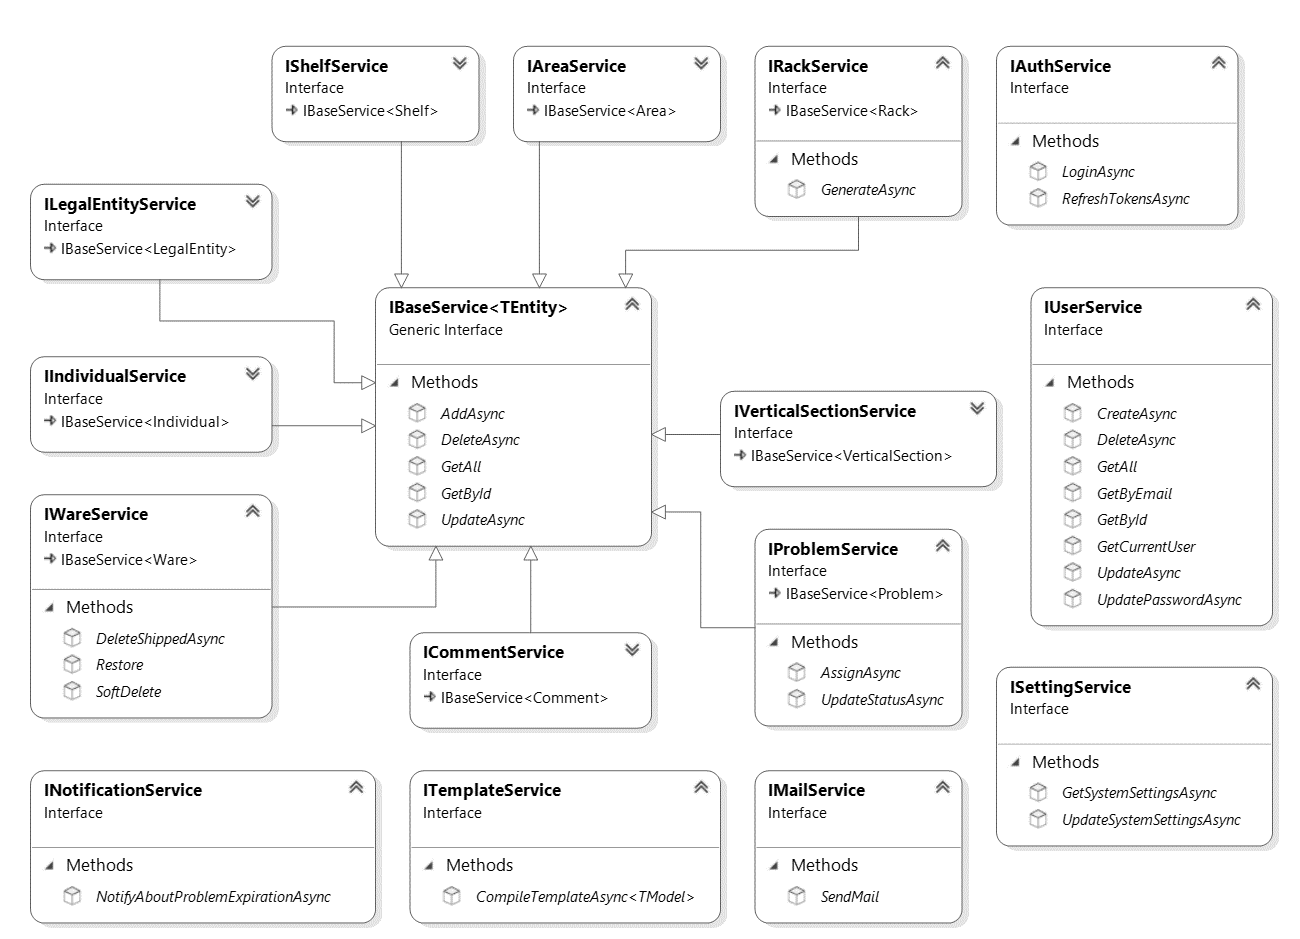 IShelfService
Interface
IBaseService<Shelf>
IAreaService
Interface
IBaseService<Area>
IRackService
Interface
IBaseService<Rack>
Methods
GenerateAsync
IAuthService
Interface
Methods
LoginAsync
RefreshTokensAsync
ILegalEntityService
Interface
IBaseService<LegalEntity>
IBaseService<TEntity>
Generic Interface
Methods
AddAsync
DeleteAsync
GetAll
GetById
UpdateAsync
IUserService
Interface
Methods
CreateAsync
DeleteAsync
GetAll
GetByEmail
GetById
GetCurrentUser
UpdateAsync
UpdatePasswordAsync
IIndividualService
Interface
IBaseService<Individual>
IVerticalSectionService
Interface
IBaseService<VerticalSection>
IWareService
Interface
IBaseService<Ware>
Methods
DeleteShippedAsync
Restore
SoftDelete
ICommentService
Interface
IBaseService<Comment>
IProblemService
Interface
IBaseService<Problem>
Methods
AssignAsync
UpdateStatusAsync
ISettingService
Interface
Methods
GetSystemSettingsAsync
UpdateSystemSettingsAsync
INotificationService
Interface
Methods
NotifyAboutProblemExpirationAsync
ITemplateService
Interface
Methods
CompileTemplateAsync<TModel>
IMailService
Interface
Methods
SendMail